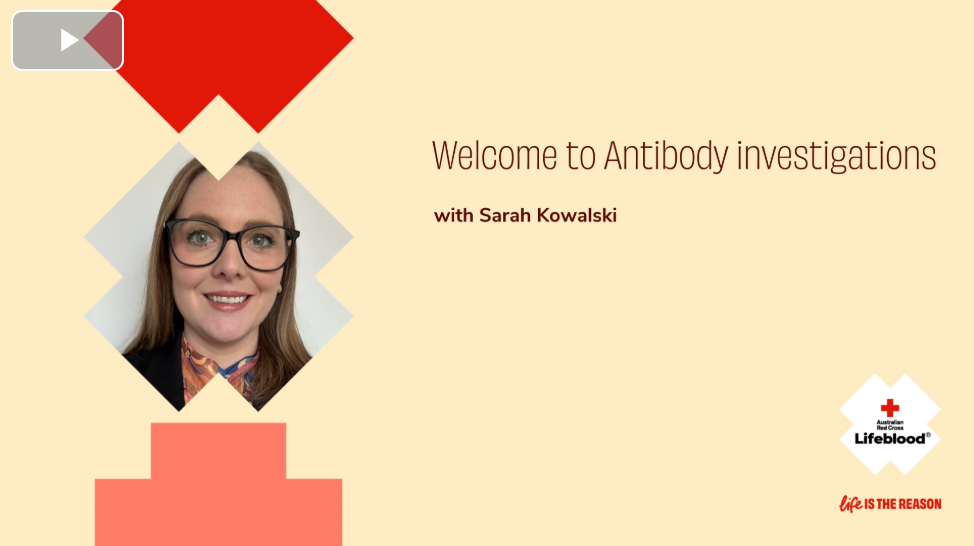 Welcome to Antibody investigations
with Sarah Kowalski
Australian
Red Cross
Lifeblood®
life IS THE REASON